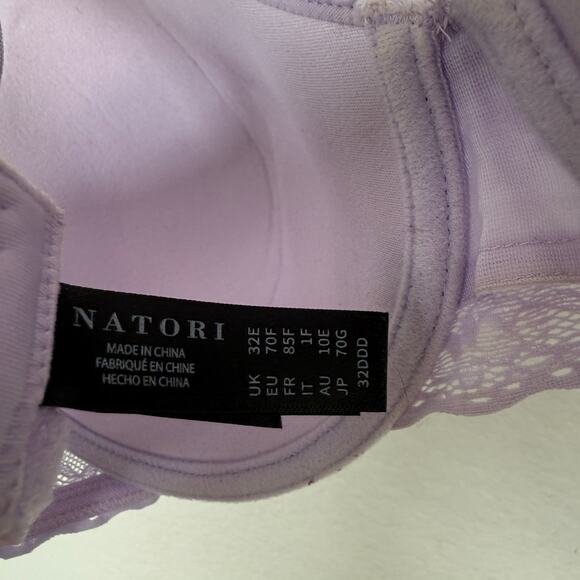 NATORI
MADE IN CHINA
FABRIQUÉ EN CHINE
HECHO EN CHINA
UK 32E
EU 70F
FR 85F
IT 1F
AU 10E
JP 70G
32DDD